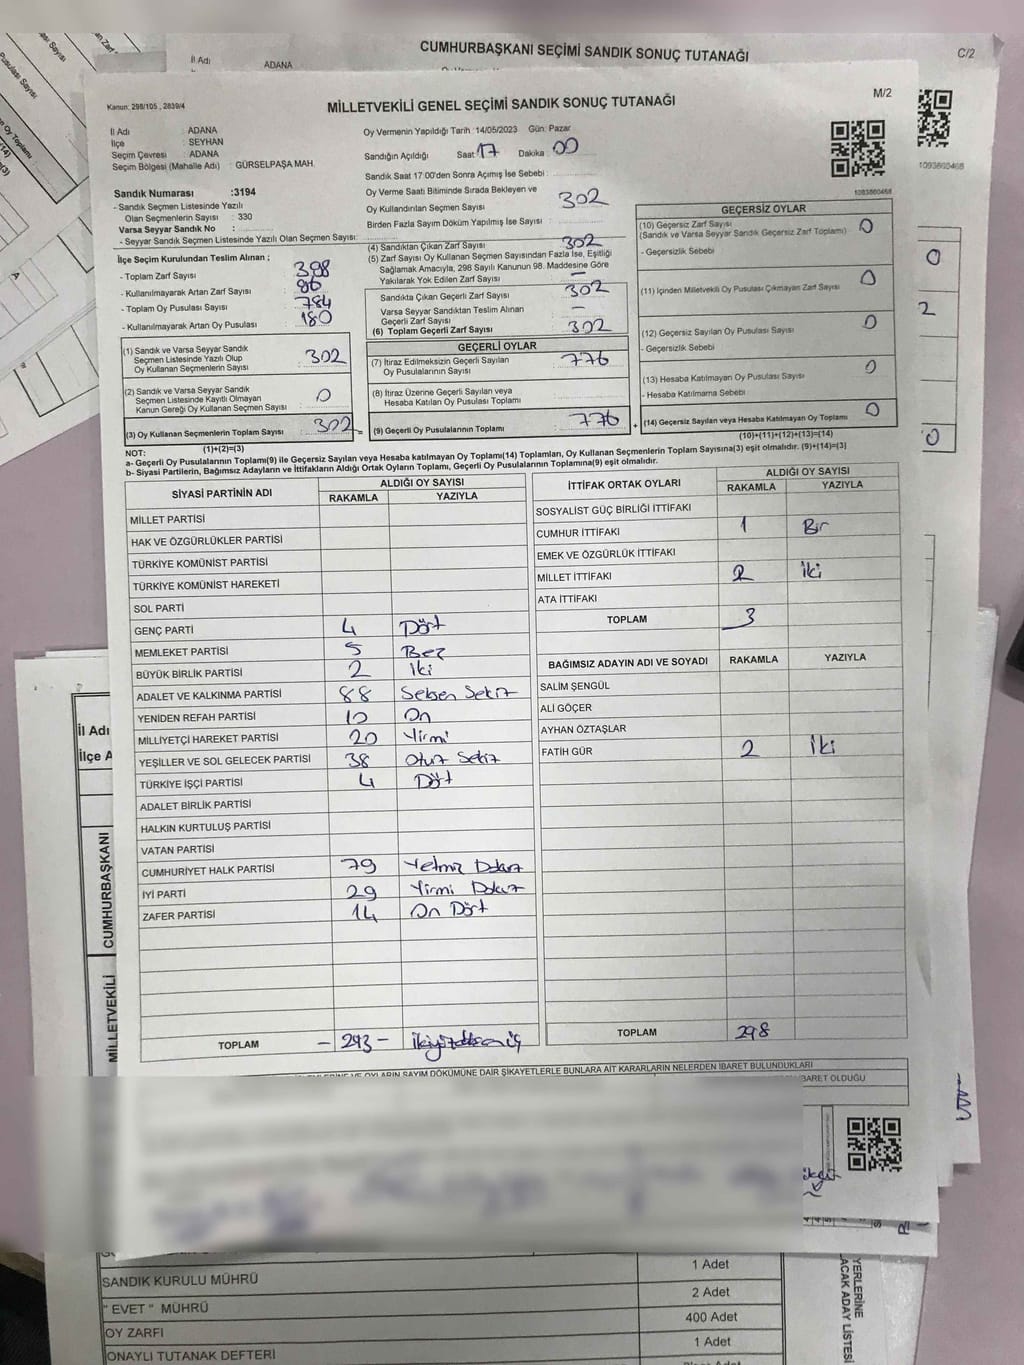 CUMHURBAŞKANI SEÇİMİ SANDIK SONUÇ TUTANAĞI
C/2
İl Adı ADANA
M/2
Kanun: 298/105 , 2839/4
MİLLETVEKİLİ GENEL SEÇİMİ SANDIK SONUÇ TUTANAĞI
İl Adı : ADANA
İlçe : SEYHAN
Seçim Çevresi : ADANA
Seçim Bölgesi (Mahalle Adı) : GÜRSELPAŞA MAH.
Sandık Numarası :3194
- Sandık Seçmen Listesinde Yazılı
Olan Seçmenlerin Sayısı : 330
Varsa Seyyar Sandık No :
- Seyyar Sandık Seçmen Listesinde Yazılı Olan Seçmen Sayısı:
Oy Vermenin Yapıldığı Tarih :14/05/2023 Gün: Pazar
Sandığın Açıldığı Saat: 17 Dakika: 00
Sandık Saat 17:00'den Sonra Açılmış İse Sebebi :
Oy Verme Saati Bitiminde Sırada Bekleyen ve
Oy Kullandırılan Seçmen Sayısı : 302
Birden Fazla Sayım Döküm Yapılmış İse Sayısı :
1093860468
1093860468
İlçe Seçim Kurulundan Teslim Alınan ;
- Toplam Zarf Sayısı : 398
- Kullanılmayarak Artan Zarf Sayısı : 96
- Toplam Oy Pusulası Sayısı : 784
- Kullanılmayarak Artan Oy Pusulası : 180
(1) Sandık ve Varsa Seyyar Sandık
Seçmen Listesinde Yazılı Olup
Oy Kullanan Seçmenlerin Sayısı : 302
(2) Sandık ve Varsa Seyyar Sandık
Seçmen Listesinde Kayıtlı Olmayan
Kanun Gereği Oy Kullanan Seçmen Sayısı : 0
(3) Oy Kullanan Seçmenlerin Toplam Sayısı : 302 =
(1)+(2)=(3)
(4) Sandıktan Çıkan Zarf Sayısı : 302
(5) Zarf Sayısı Oy Kullanan Seçmen Sayısından Fazla İse, Eşitliği
Sağlamak Amacıyla, 298 Sayılı Kanunun 98. Maddesine Göre
Yakılarak Yok Edilen Zarf Sayısı : —
Sandıkta Çıkan Geçerli Zarf Sayısı : 302
Varsa Seyyar Sandıktan Teslim Alınan
Geçerli Zarf Sayısı : —
(6) Toplam Geçerli Zarf Sayısı : 302
GEÇERLİ OYLAR
(7) İtiraz Edilmeksizin Geçerli Sayılan
Oy Pusulalarının Sayısı : 776
(8) İtiraz Üzerine Geçerli Sayılan veya
Hesaba Katılan Oy Pusulası Toplamı :
(9) Geçerli Oy Pusulalarının Toplamı : 776 +
GEÇERSİZ OYLAR
(10) Geçersiz Zarf Sayısı
(Sandık ve Varsa Seyyar Sandık Geçersiz Zarf Toplamı) : 0
- Geçersizlik Sebebi
(11) İçinden Milletvekili Oy Pusulası Çıkmayan Zarf Sayısı : 0
(12) Geçersiz Sayılan Oy Pusulası Sayısı : 0
- Geçersizlik Sebebi
(13) Hesaba Katılmayan Oy Pusulası Sayısı : 0
- Hesaba Katılmama Sebebi
(14) Geçersiz Sayılan veya Hesaba Katılmayan Oy Toplamı : 0
(10)+(11)+(12)+(13)=(14)
NOT:
a- Geçerli Oy Pusulalarının Toplamı(9) ile Geçersiz Sayılan veya Hesaba Katılmayan Oy Toplamı(14) Toplamları, Oy Kullanan Seçmenlerin Toplam Sayısına(3) eşit olmalıdır. (9)+(14)=(3)
b- Siyasi Partilerin, Bağımsız Adayların ve İttifakların Aldığı Ortak Oyların Toplamı, Geçerli Oy Pusulalarının Toplamına(9) eşit olmalıdır.
SİYASİ PARTİNİN ADI ALDIĞI OY SAYISI
RAKAMLA YAZIYLA
MİLLET PARTİSİ
HAK VE ÖZGÜRLÜKLER PARTİSİ
TÜRKİYE KOMÜNİST PARTİSİ
TÜRKİYE KOMÜNİST HAREKETİ
SOL PARTİ
GENÇ PARTİ 4 Dört
MEMLEKET PARTİSİ 5 Beş
BÜYÜK BİRLİK PARTİSİ 2 İki
ADALET VE KALKINMA PARTİSİ 88 Seksen Sekiz
YENİDEN REFAH PARTİSİ 10 On
MİLLİYETÇİ HAREKET PARTİSİ 20 Yirmi
YEŞİLLER VE SOL GELECEK PARTİSİ 38 Otuz Sekiz
TÜRKİYE İŞÇİ PARTİSİ 4 Dört
ADALET BİRLİK PARTİSİ
HALKIN KURTULUŞ PARTİSİ
VATAN PARTİSİ
CUMHURİYET HALK PARTİSİ 79 Yetmiş Dokuz
İYİ PARTİ 29 Yirmi Dokuz
ZAFER PARTİSİ 14 On Dört
TOPLAM - 293 -
İTTİFAK ORTAK OYLARI ALDIĞI OY SAYISI
RAKAMLA YAZIYLA
SOSYALİST GÜÇ BİRLİĞİ İTTİFAKI
CUMHUR İTTİFAKI 1 Bir
EMEK VE ÖZGÜRLÜK İTTİFAKI
MİLLET İTTİFAKI 2 İki
ATA İTTİFAKI
TOPLAM 3
BAĞIMSIZ ADAYIN ADI VE SOYADI RAKAMLA YAZIYLA
SALİM ŞENGÜL
ALİ GÖÇER
AYHAN ÖZTAŞLAR
FATİH GÜR 2 İki
TOPLAM 298
VE OYLARIN SAYIM DÖKÜMÜNE DAİR ŞİKAYETLERLE BUNLARA AİT KARARLARIN NELERDEN İBARET BULUNDUKLARI
BARET OLDUĞU
0
2
0
İl Adı
İlçe A
CUMHURBAŞKANI
MİLLETVEKİLİ
SANDIK KURULU MÜHRÜ 1 Adet
" EVET " MÜHRÜ 2 Adet
OY ZARFI 400 Adet
ONAYLI TUTANAK DEFTERİ 1 Adet
YERLERİNE
ACAK ADAY LİSTESİ